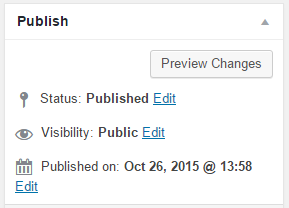 Publish
Preview Changes
Status: Published Edit
Visibility: Public Edit
Published on: Oct 26, 2015 @ 13:58
Edit